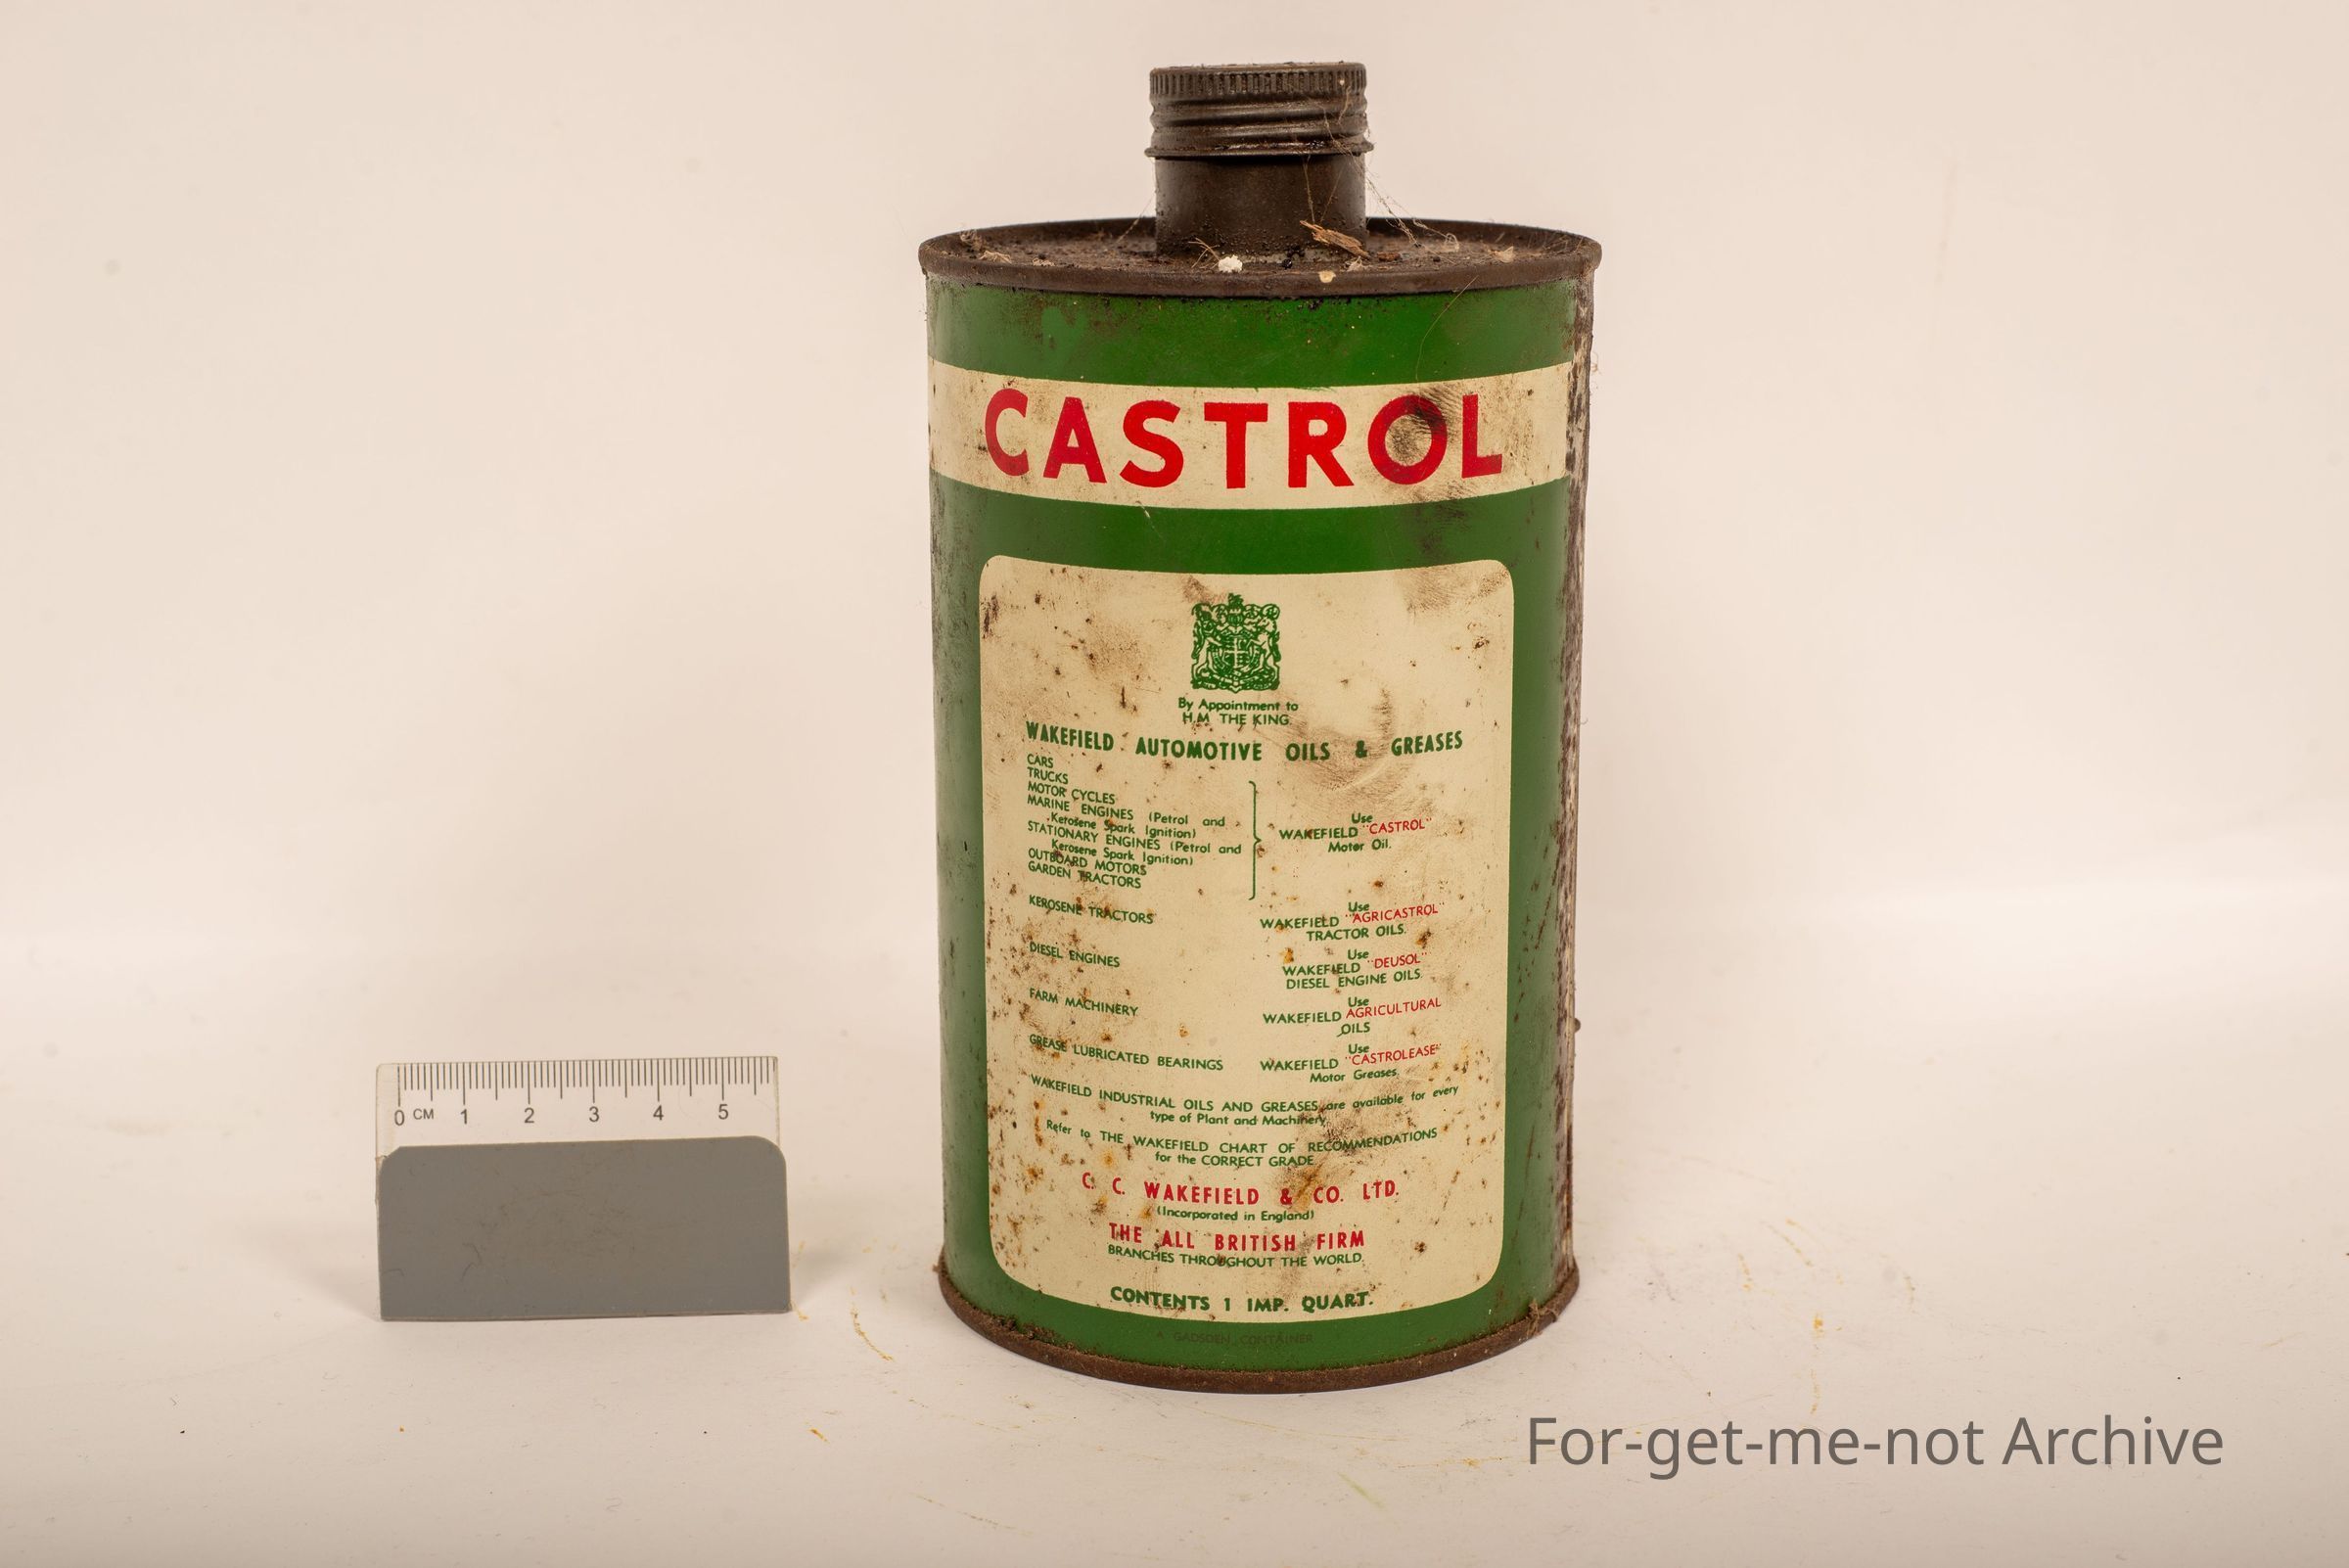 CASTROL
By Appointment to
H.M. THE KING.
WAKEFIELD AUTOMOTIVE OILS & GREASES
CARS
TRUCKS
MOTOR CYCLES
MARINE ENGINES (Petrol and
Kerosene Spark Ignition)
STATIONARY ENGINES (Petrol and
Kerosene Spark Ignition)
OUTBOARD MOTORS
GARDEN TRACTORS
Use
WAKEFIELD "CASTROL"
Motor Oil.
KEROSENE TRACTORS
Use
WAKEFIELD "AGRICASTROL"
TRACTOR OILS.
DIESEL ENGINES
Use
WAKEFIELD "DEUSOL"
DIESEL ENGINE OILS.
FARM MACHINERY
Use
WAKEFIELD AGRICULTURAL
OILS
GREASE LUBRICATED BEARINGS
Use
WAKEFIELD "CASTROLEASE"
Motor Greases.
WAKEFIELD INDUSTRIAL OILS AND GREASES are available for every
type of Plant and Machinery.
Refer to THE WAKEFIELD CHART OF RECOMMENDATIONS
for the CORRECT GRADE
C. C. WAKEFIELD & CO. LTD.
(Incorporated in England)
THE ALL BRITISH FIRM
BRANCHES THROUGHOUT THE WORLD.
CONTENTS 1 IMP. QUART.
A GADSDEN CONTAINER
0 CM 1 2 3 4 5
For-get-me-not Archive